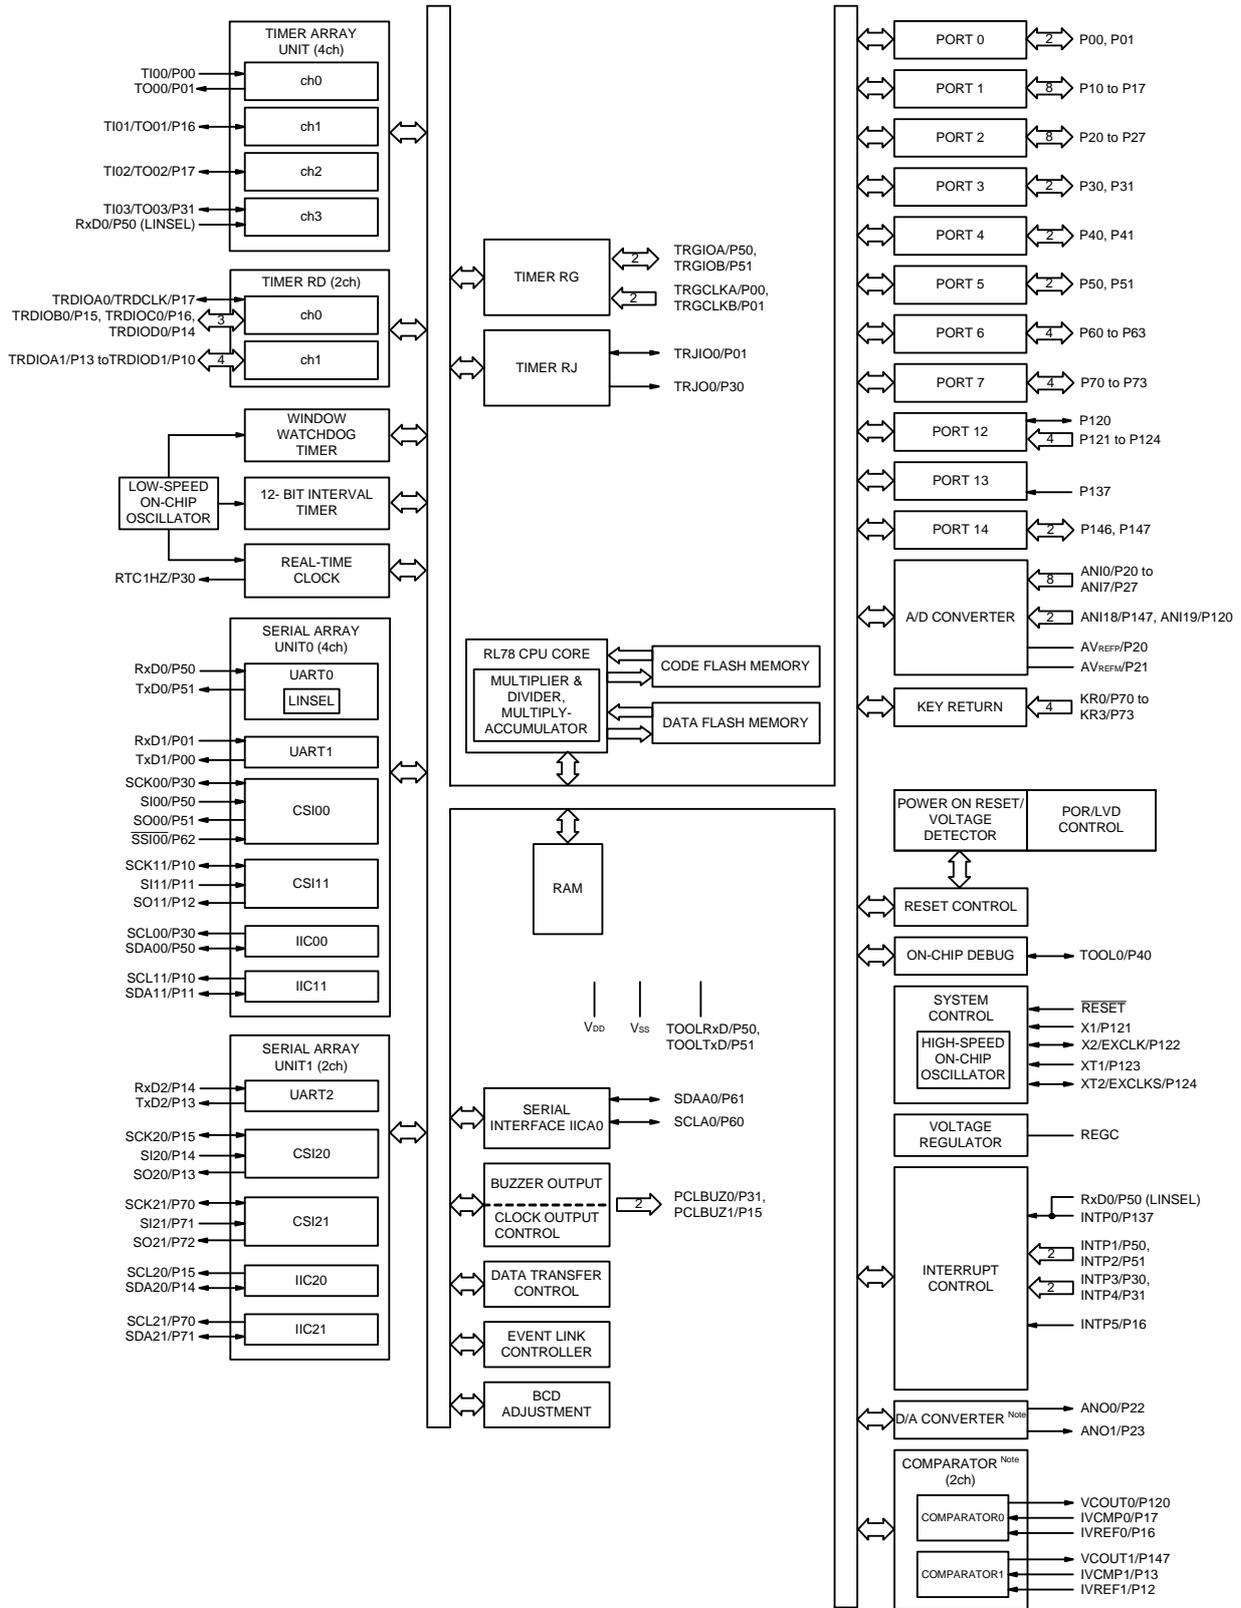 TIMER ARRAY
UNIT (4ch)
TI00/P00
TO00/P01
ch0
TI01/TO01/P16
ch1
TI02/TO02/P17
ch2
TI03/TO03/P31
RxD0/P50 (LINSEL)
ch3
TIMER RD (2ch)
TRDIOA0/TRDCLK/P17
TRDIOB0/P15, TRDIOC0/P16,
TRDIOD0/P14
3
ch0
TRDIOA1/P13 toTRDIOD1/P10
4
ch1
WINDOW
WATCHDOG
TIMER
LOW-SPEED
ON-CHIP
OSCILLATOR
12- BIT INTERVAL
TIMER
RTC1HZ/P30
REAL-TIME
CLOCK
SERIAL ARRAY
UNIT0 (4ch)
RxD0/P50
TxD0/P51
UART0
LINSEL
RxD1/P01
TxD1/P00
UART1
SCK00/P30
SI00/P50
SO00/P51
SSI00/P62
CSI00
SCK11/P10
SI11/P11
SO11/P12
CSI11
SCL00/P30
SDA00/P50
IIC00
SCL11/P10
SDA11/P11
IIC11
SERIAL ARRAY
UNIT1 (2ch)
RxD2/P14
TxD2/P13
UART2
SCK20/P15
SI20/P14
SO20/P13
CSI20
SCK21/P70
SI21/P71
SO21/P72
CSI21
SCL20/P15
SDA20/P14
IIC20
SCL21/P70
SDA21/P71
IIC21
TIMER RG
2
TRGIOA/P50,
TRGIOB/P51
2
TRGCLKA/P00,
TRGCLKB/P01
TIMER RJ
TRJIO0/P01
TRJO0/P30
RL78 CPU CORE
MULTIPLIER &
DIVIDER,
MULTIPLY-
ACCUMULATOR
CODE FLASH MEMORY
DATA FLASH MEMORY
RAM
VDD
VSS
TOOLRxD/P50,
TOOLTxD/P51
SERIAL
INTERFACE IICA0
SDAA0/P61
SCLA0/P60
BUZZER OUTPUT
CLOCK OUTPUT
CONTROL
2
PCLBUZ0/P31,
PCLBUZ1/P15
DATA TRANSFER
CONTROL
EVENT LINK
CONTROLLER
BCD
ADJUSTMENT
PORT 0
2
P00, P01
PORT 1
8
P10 to P17
PORT 2
8
P20 to P27
PORT 3
2
P30, P31
PORT 4
2
P40, P41
PORT 5
2
P50, P51
PORT 6
4
P60 to P63
PORT 7
4
P70 to P73
PORT 12
P120
4
P121 to P124
PORT 13
P137
PORT 14
2
P146, P147
A/D CONVERTER
8
ANI0/P20 to
ANI7/P27
2
ANI18/P147, ANI19/P120
AVREFP/P20
AVREFM/P21
KEY RETURN
4
KR0/P70 to
KR3/P73
POWER ON RESET/
VOLTAGE
DETECTOR
POR/LVD
CONTROL
RESET CONTROL
ON-CHIP DEBUG
TOOL0/P40
SYSTEM
CONTROL
HIGH-SPEED
ON-CHIP
OSCILLATOR
RESET
X1/P121
X2/EXCLK/P122
XT1/P123
XT2/EXCLKS/P124
VOLTAGE
REGULATOR
REGC
INTERRUPT
CONTROL
RxD0/P50 (LINSEL)
INTP0/P137
2
INTP1/P50,
INTP2/P51
2
INTP3/P30,
INTP4/P31
INTP5/P16
D/A CONVERTER Note
ANO0/P22
ANO1/P23
COMPARATOR Note
(2ch)
COMPARATOR0
VCOUT0/P120
IVCMP0/P17
IVREF0/P16
COMPARATOR1
VCOUT1/P147
IVCMP1/P13
IVREF1/P12